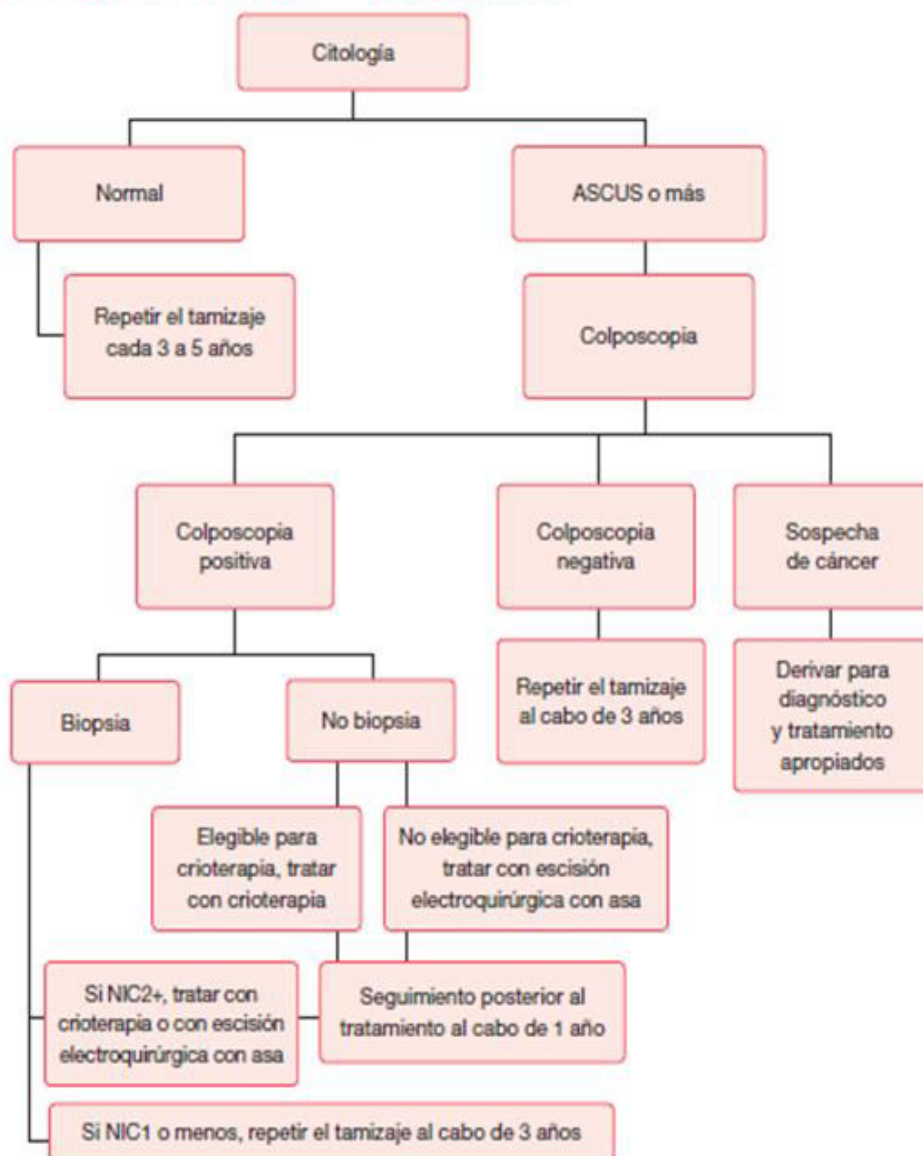 Citología
Normal
ASCUS o más
Repetir el tamizaje
cada 3 a 5 años
Colposcopia
Colposcopia
positiva
Colposcopia
negativa
Sospecha
de cáncer
Biopsia
No biopsia
Repetir el tamizaje
al cabo de 3 años
Derivar para
diagnóstico
y tratamiento
apropiados
Elegible para
crioterapia, tratar
con crioterapia
No elegible para crioterapia,
tratar con escisión
electroquirúrgica con asa
Si NIC2+, tratar con
crioterapia o con escisión
electroquirúrgica con asa
Seguimiento posterior al
tratamiento al cabo de 1 año
Si NIC1 o menos, repetir el tamizaje al cabo de 3 años